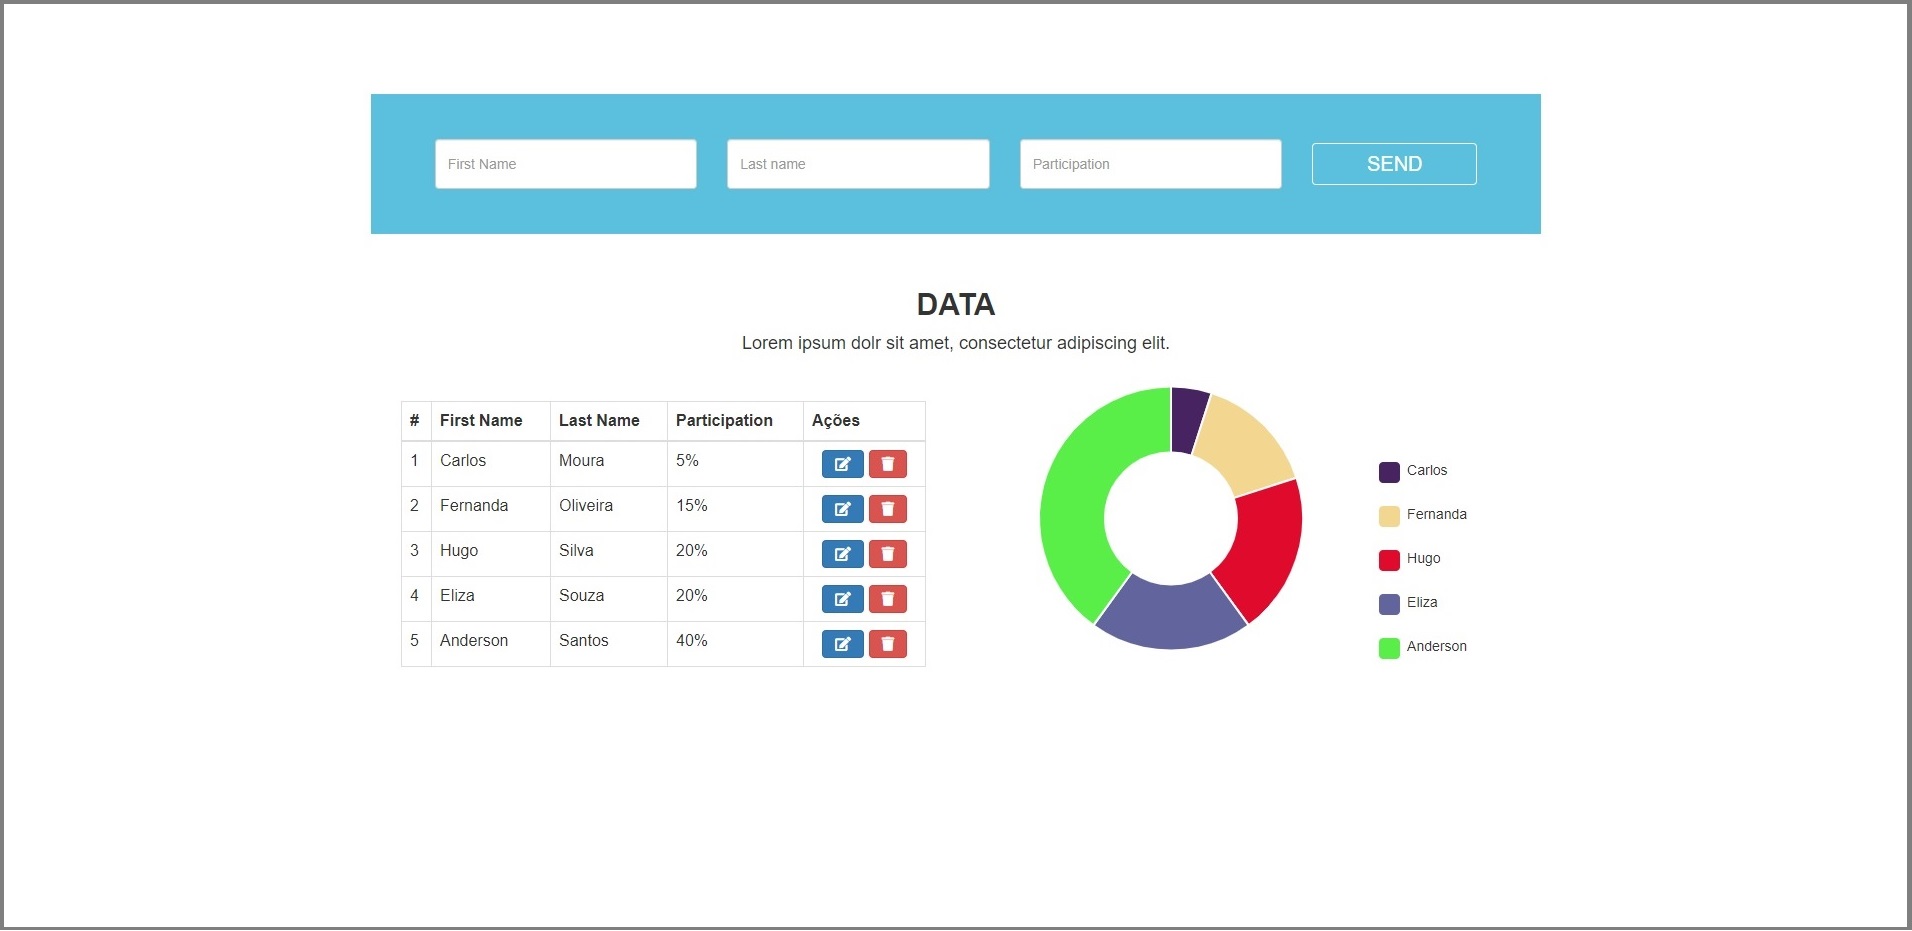 First Name Last name Participation SEND
DATA
Lorem ipsum dolr sit amet, consectetur adipiscing elit.
# First Name Last Name Participation Ações
1 Carlos Moura 5%
2 Fernanda Oliveira 15%
3 Hugo Silva 20%
4 Eliza Souza 20%
5 Anderson Santos 40%
Carlos
Fernanda
Hugo
Eliza
Anderson